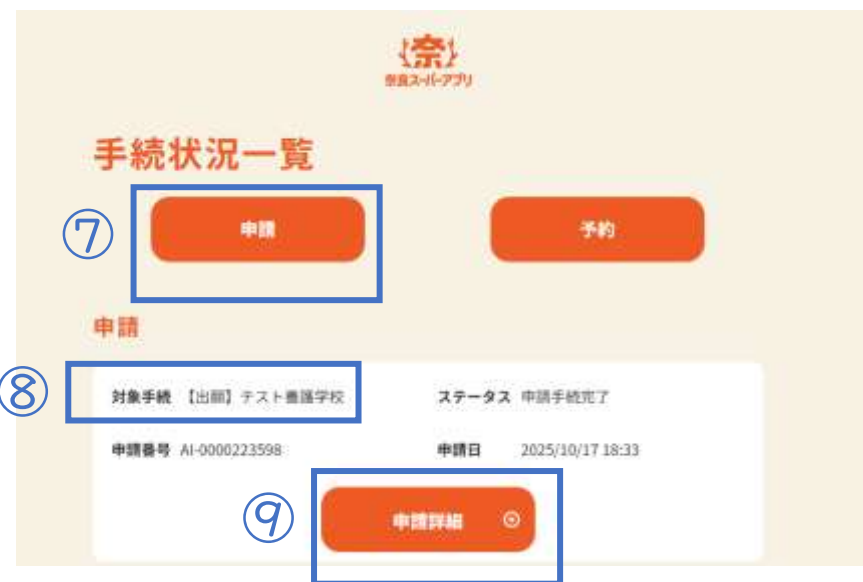 奈
奈良スーパーアプリ
手続状況一覧
⑦ 申請 予約
申請
⑧ 対象手続 【出願】テスト養護学校 ステータス 申請手続完了
申請番号 AI-0000223598 申請日 2025/10/17 18:33
⑨ 申請詳細